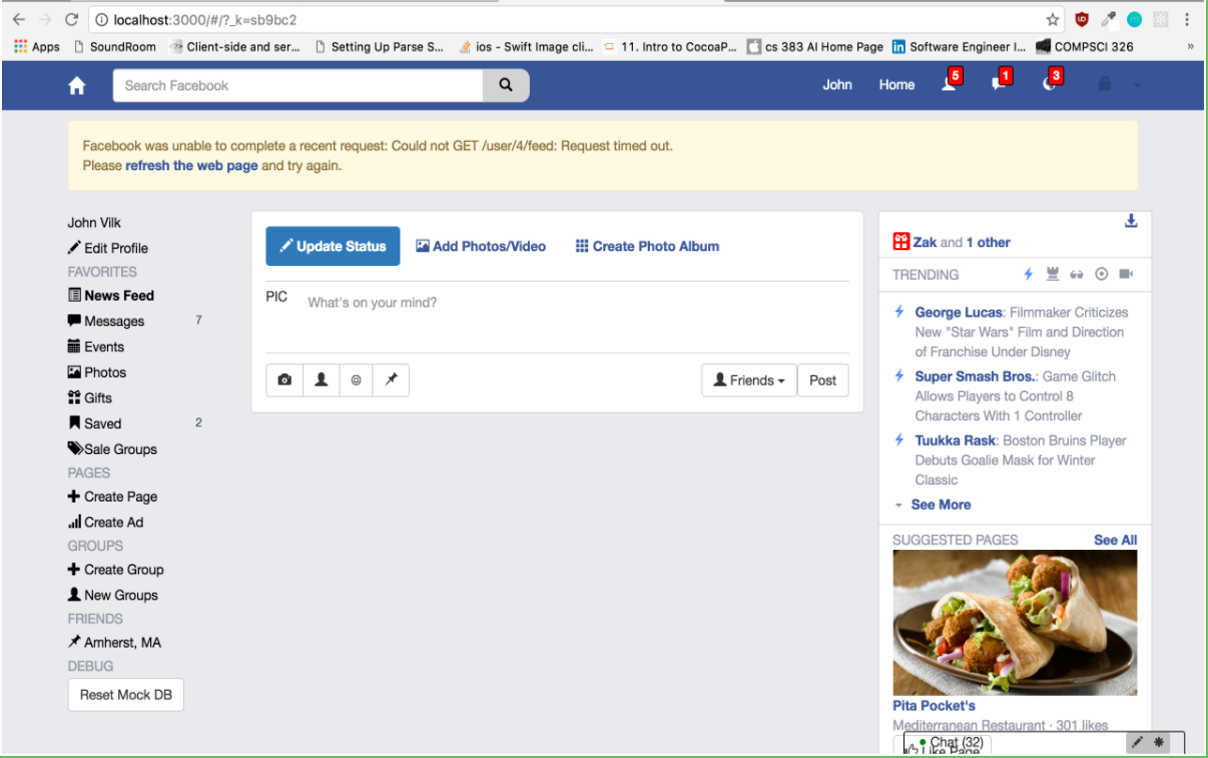 localhost:3000/#/?_k=sb9bc2
Apps SoundRoom Client-side and ser... Setting Up Parse S... ios - Swift Image cli... 11. Intro to CocoaP... cs 383 AI Home Page Software Engineer I... COMPSCI 326 »
Search Facebook
John Home 5 1 3
Facebook was unable to complete a recent request: Could not GET /user/4/feed: Request timed out.
Please refresh the web page and try again.
John Vilk
Edit Profile
FAVORITES
News Feed
Messages 7
Events
Photos
Gifts
Saved 2
Sale Groups
PAGES
Create Page
Create Ad
GROUPS
Create Group
New Groups
FRIENDS
Amherst, MA
DEBUG
Reset Mock DB
Update Status Add Photos/Video Create Photo Album
PIC What's on your mind?
Friends Post
Zak and 1 other
TRENDING
George Lucas: Filmmaker Criticizes
New "Star Wars" Film and Direction
of Franchise Under Disney
Super Smash Bros.: Game Glitch
Allows Players to Control 8
Characters With 1 Controller
Tuukka Rask: Boston Bruins Player
Debuts Goalie Mask for Winter
Classic
See More
SUGGESTED PAGES See All
Pita Pocket's
Mediterranean Restaurant · 301 likes
Chat (32)
Like Page